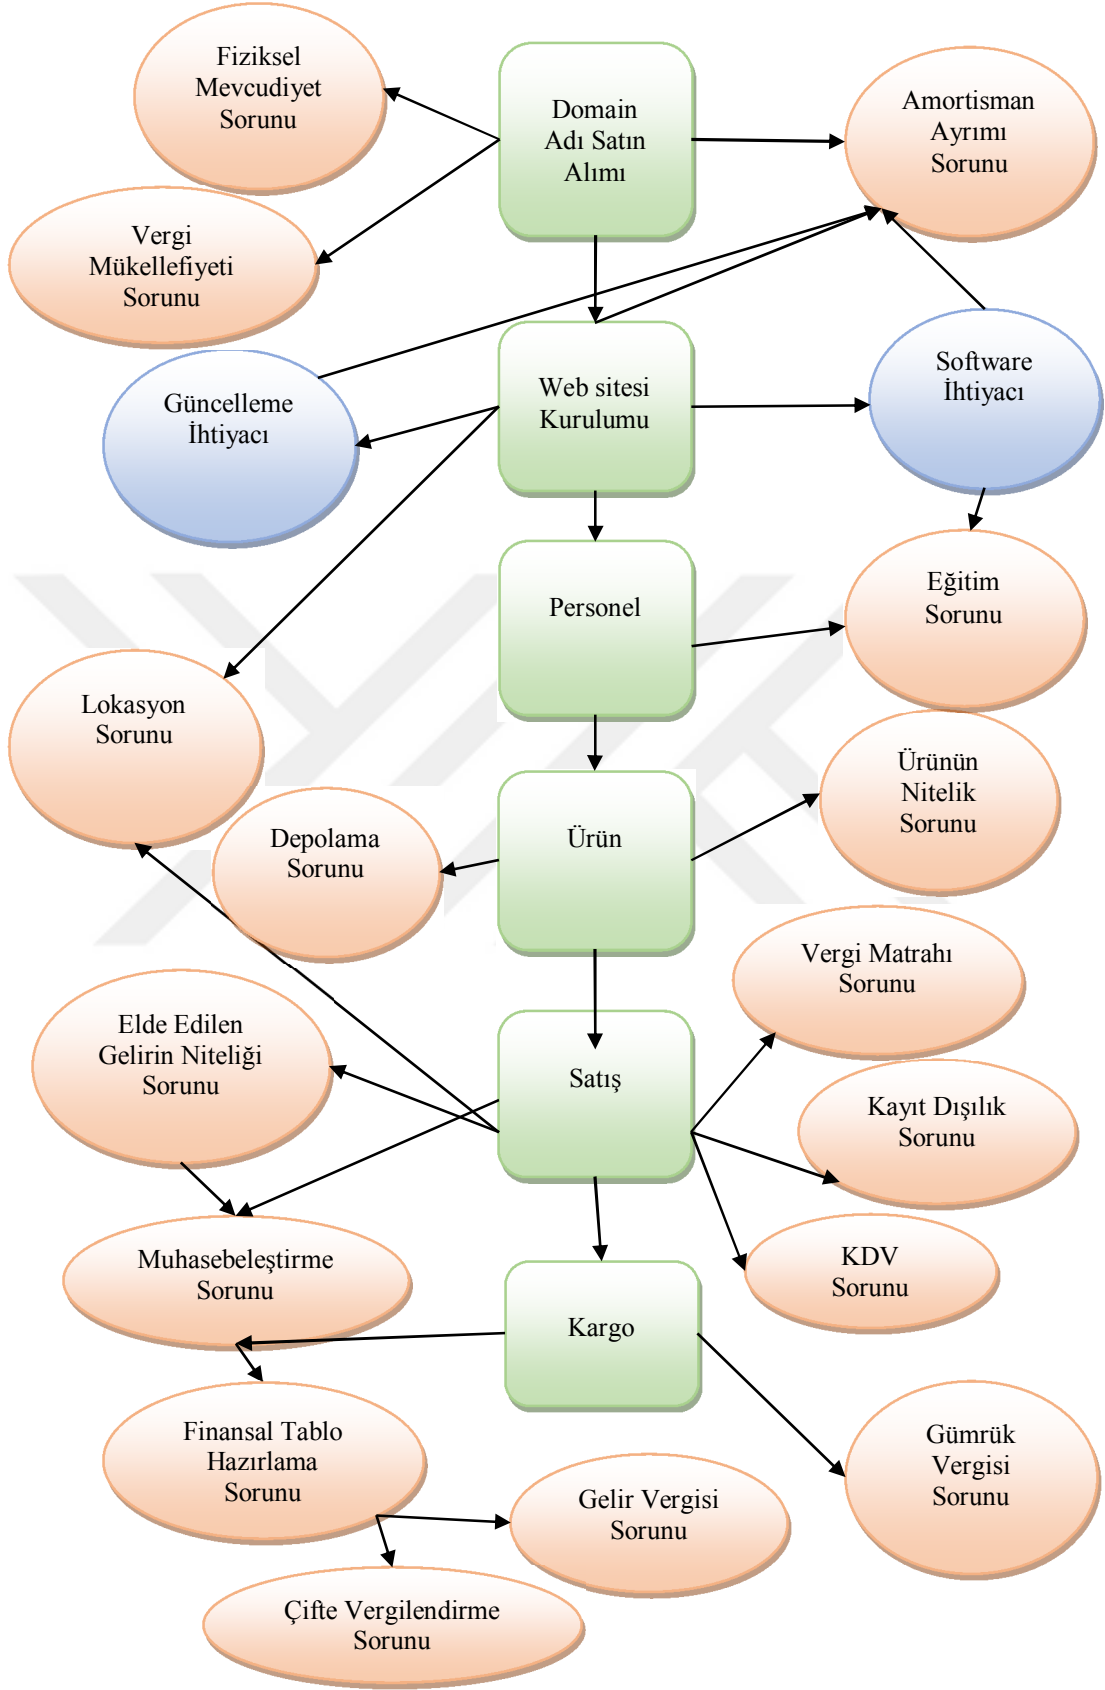 Fiziksel
Mevcudiyet
Sorunu
Domain
Adı Satın
Alımı
Amortisman
Ayrımı
Sorunu
Vergi
Mükellefiyeti
Sorunu
Güncelleme
İhtiyacı
Web sitesi
Kurulumu
Software
İhtiyacı
Personel
Eğitim
Sorunu
Lokasyon
Sorunu
Depolama
Sorunu
Ürün
Ürünün
Nitelik
Sorunu
Vergi Matrahı
Sorunu
Elde Edilen
Gelirin Niteliği
Sorunu
Satış
Kayıt Dışılık
Sorunu
Muhasebeleştirme
Sorunu
KDV
Sorunu
Kargo
Finansal Tablo
Hazırlama
Sorunu
Gelir Vergisi
Sorunu
Gümrük
Vergisi
Sorunu
Çifte Vergilendirme
Sorunu